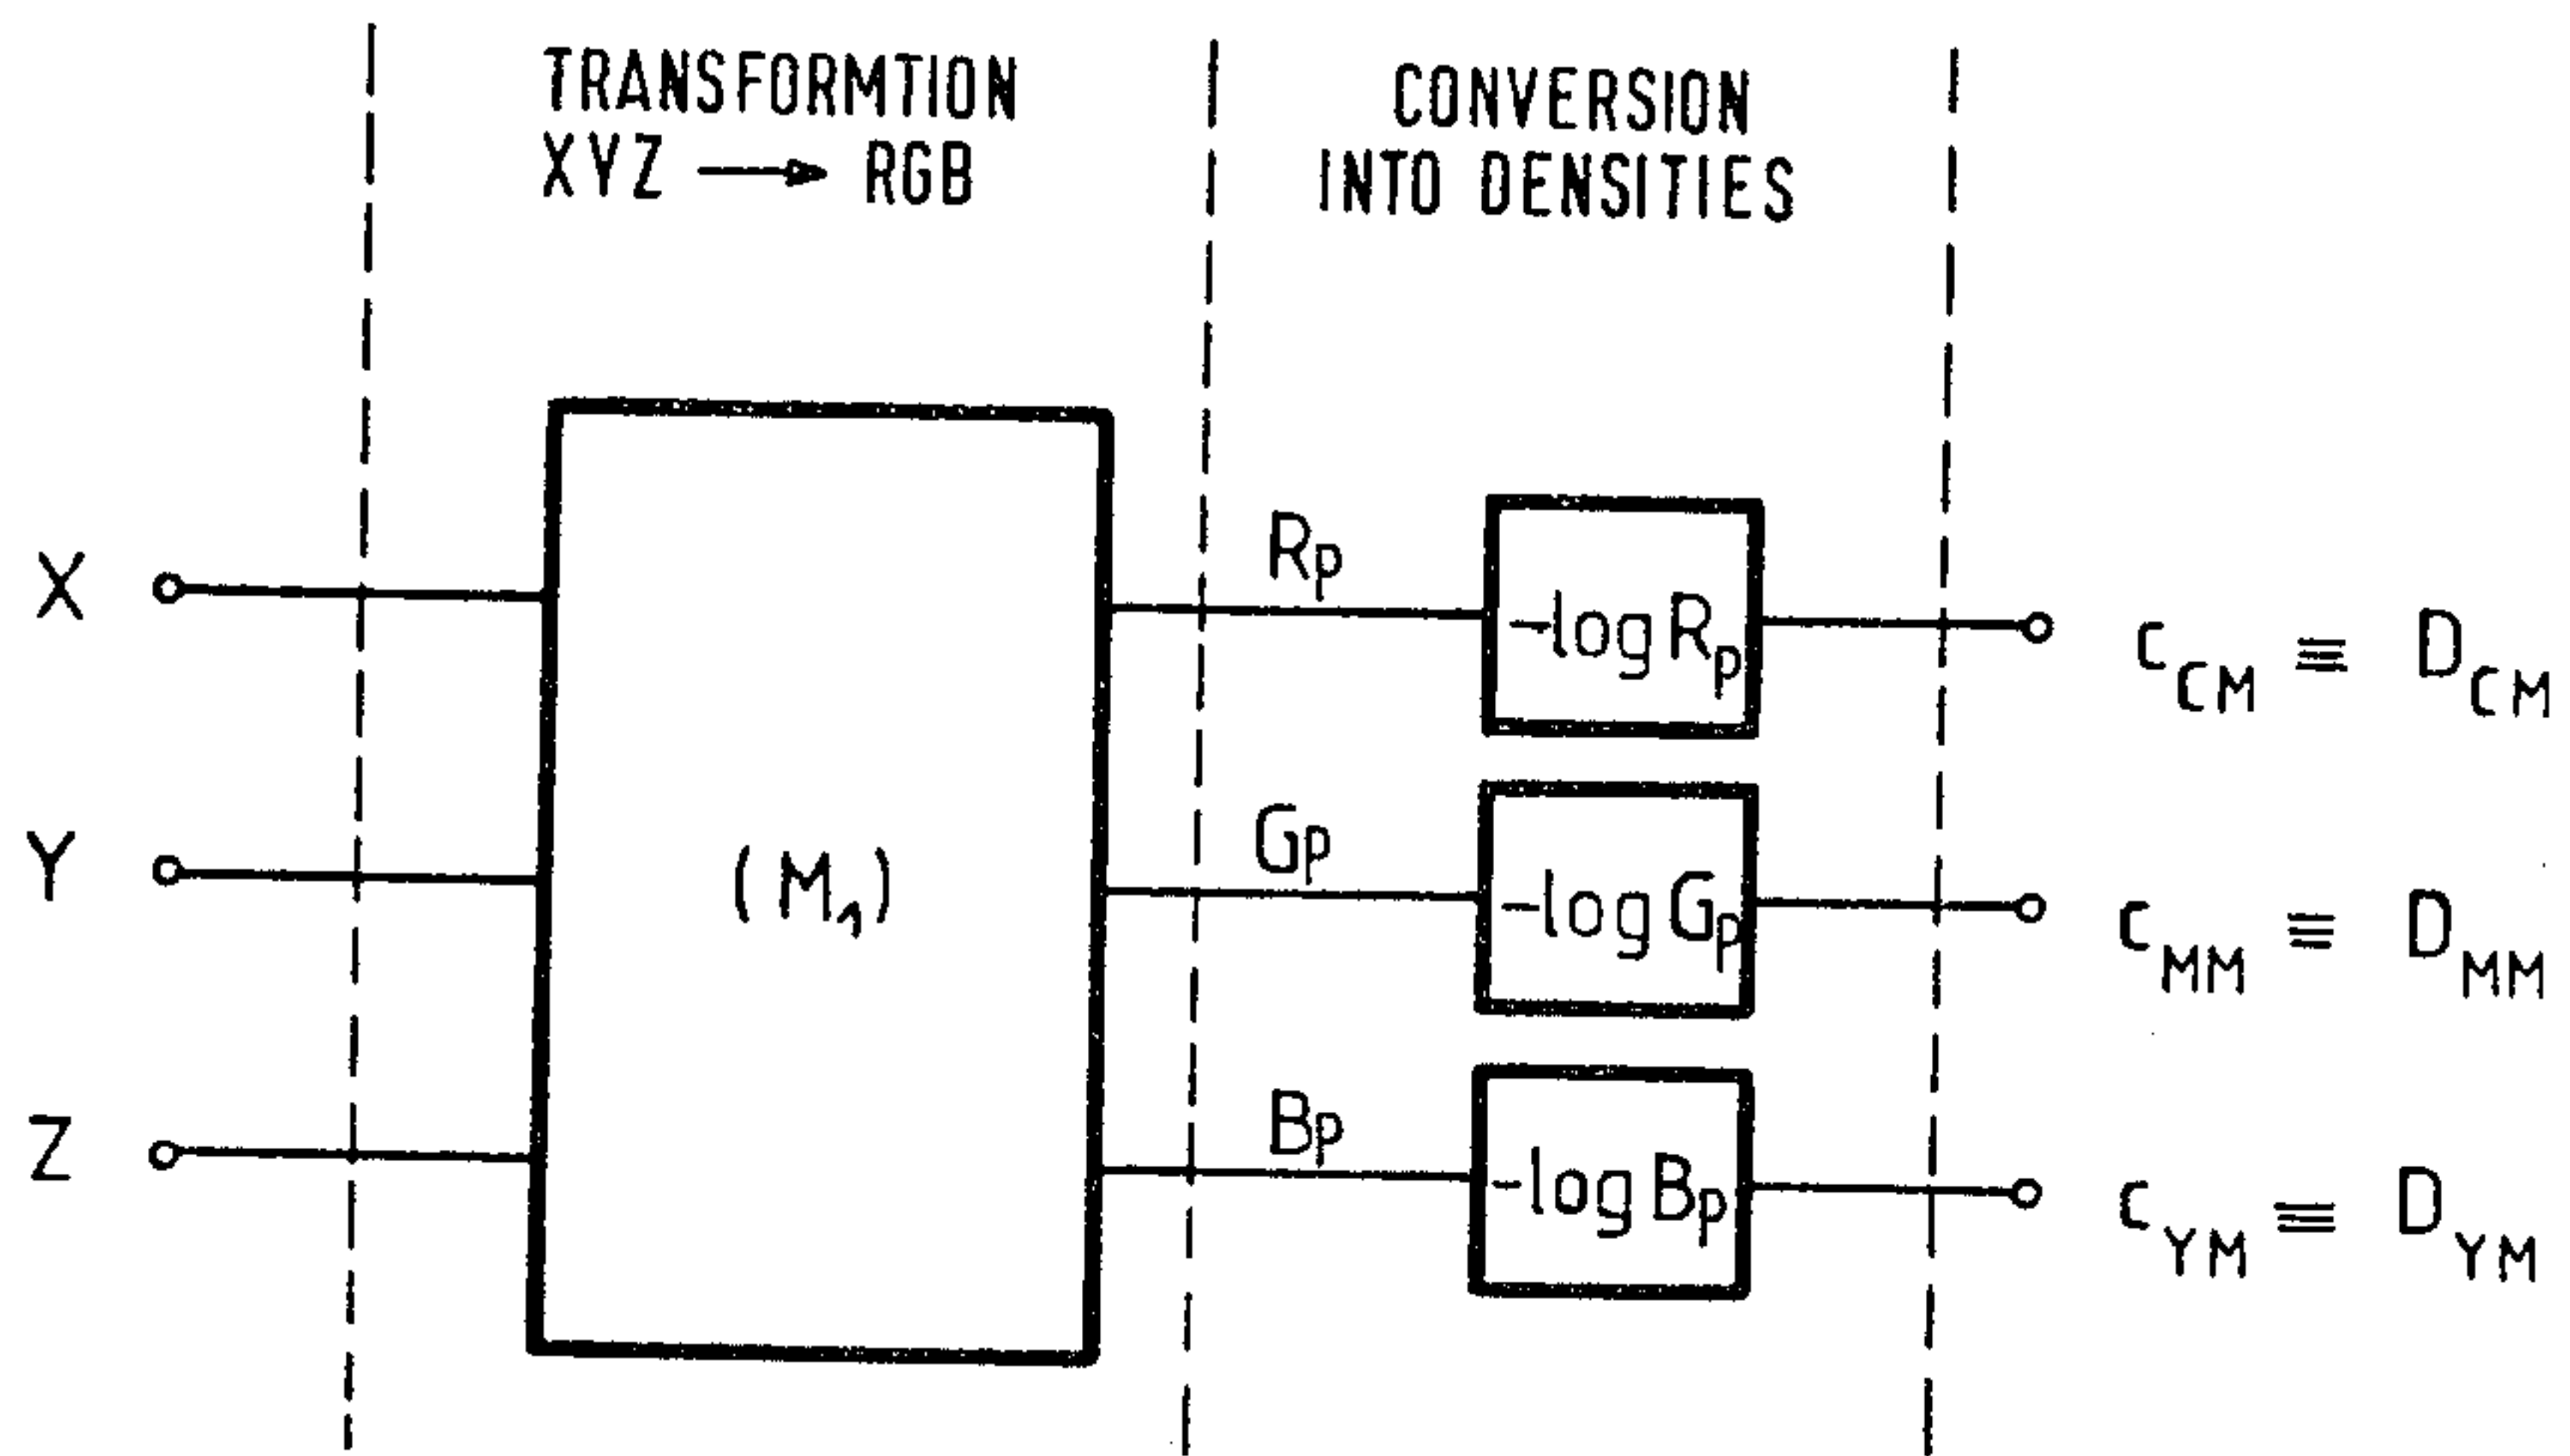 TRANSFORMTION
XYZ → RGB
CONVERSION
INTO DENSITIES
X
Y
Z
(M₁)
Rp
-log Rp
c_CM ≡ D_CM
Gp
-log Gp
c_MM ≡ D_MM
Bp
-log Bp
c_YM ≡ D_YM